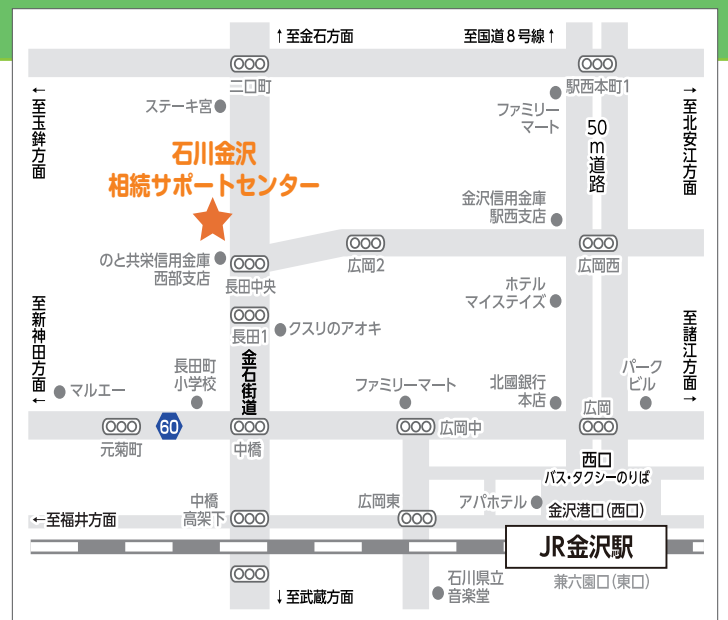 ↑至金石方面
至国道8号線↑
二口町
駅西本町1
←至玉鉾方面
ステーキ宮
ファミリー
マート
50m道路
→至北安江方面
石川金沢
相続サポートセンター
金沢信用金庫
駅西支店
のと共栄信用金庫
西部支店
長田中央
広岡2
広岡西
ホテル
マイステイズ
長田1
クスリのアオキ
至新神田方面←
至諸江方面→
金石街道
長田町
小学校
マルエー
ファミリーマート
北國銀行
本店
パーク
ビル
広岡
元菊町
60
中橋
広岡中
西口
バス・タクシーのりば
中橋
高架下
広岡東
アパホテル
金沢港口(西口)
←至福井方面
JR金沢駅
兼六園口(東口)
↓至武蔵方面
石川県立
音楽堂